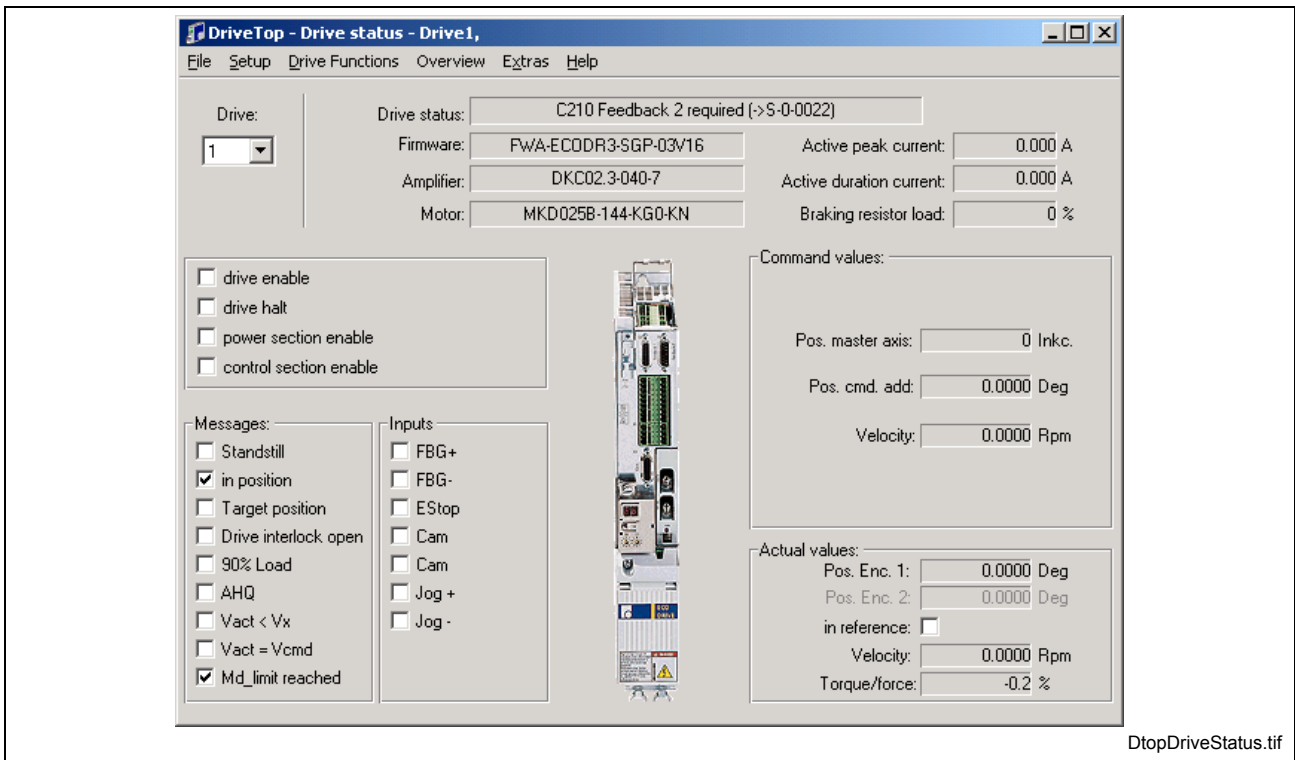 DriveTop - Drive status - Drive1,
File Setup Drive Functions Overview Extras Help
Drive:
1
Drive status: C210 Feedback 2 required (->S-0-0022)
Firmware: FWA-ECODR3-SGP-03V16
Active peak current: 0.000 A
Amplifier: DKC02.3-040-7
Active duration current: 0.000 A
Motor: MKD025B-144-KG0-KN
Braking resistor load: 0 %
drive enable
drive halt
power section enable
control section enable
Messages:
Standstill
in position
Target position
Drive interlock open
90% Load
AHQ
Vact < Vx
Vact = Vcmd
Md_limit reached
Inputs
FBG+
FBG-
EStop
Cam
Cam
Jog +
Jog -
Command values:
Pos. master axis: 0 Inkc.
Pos. cmd. add: 0.0000 Deg
Velocity: 0.0000 Rpm
Actual values:
Pos. Enc. 1: 0.0000 Deg
Pos. Enc. 2: 0.0000 Deg
in reference:
Velocity: 0.0000 Rpm
Torque/force: -0.2 %
DtopDriveStatus.tif